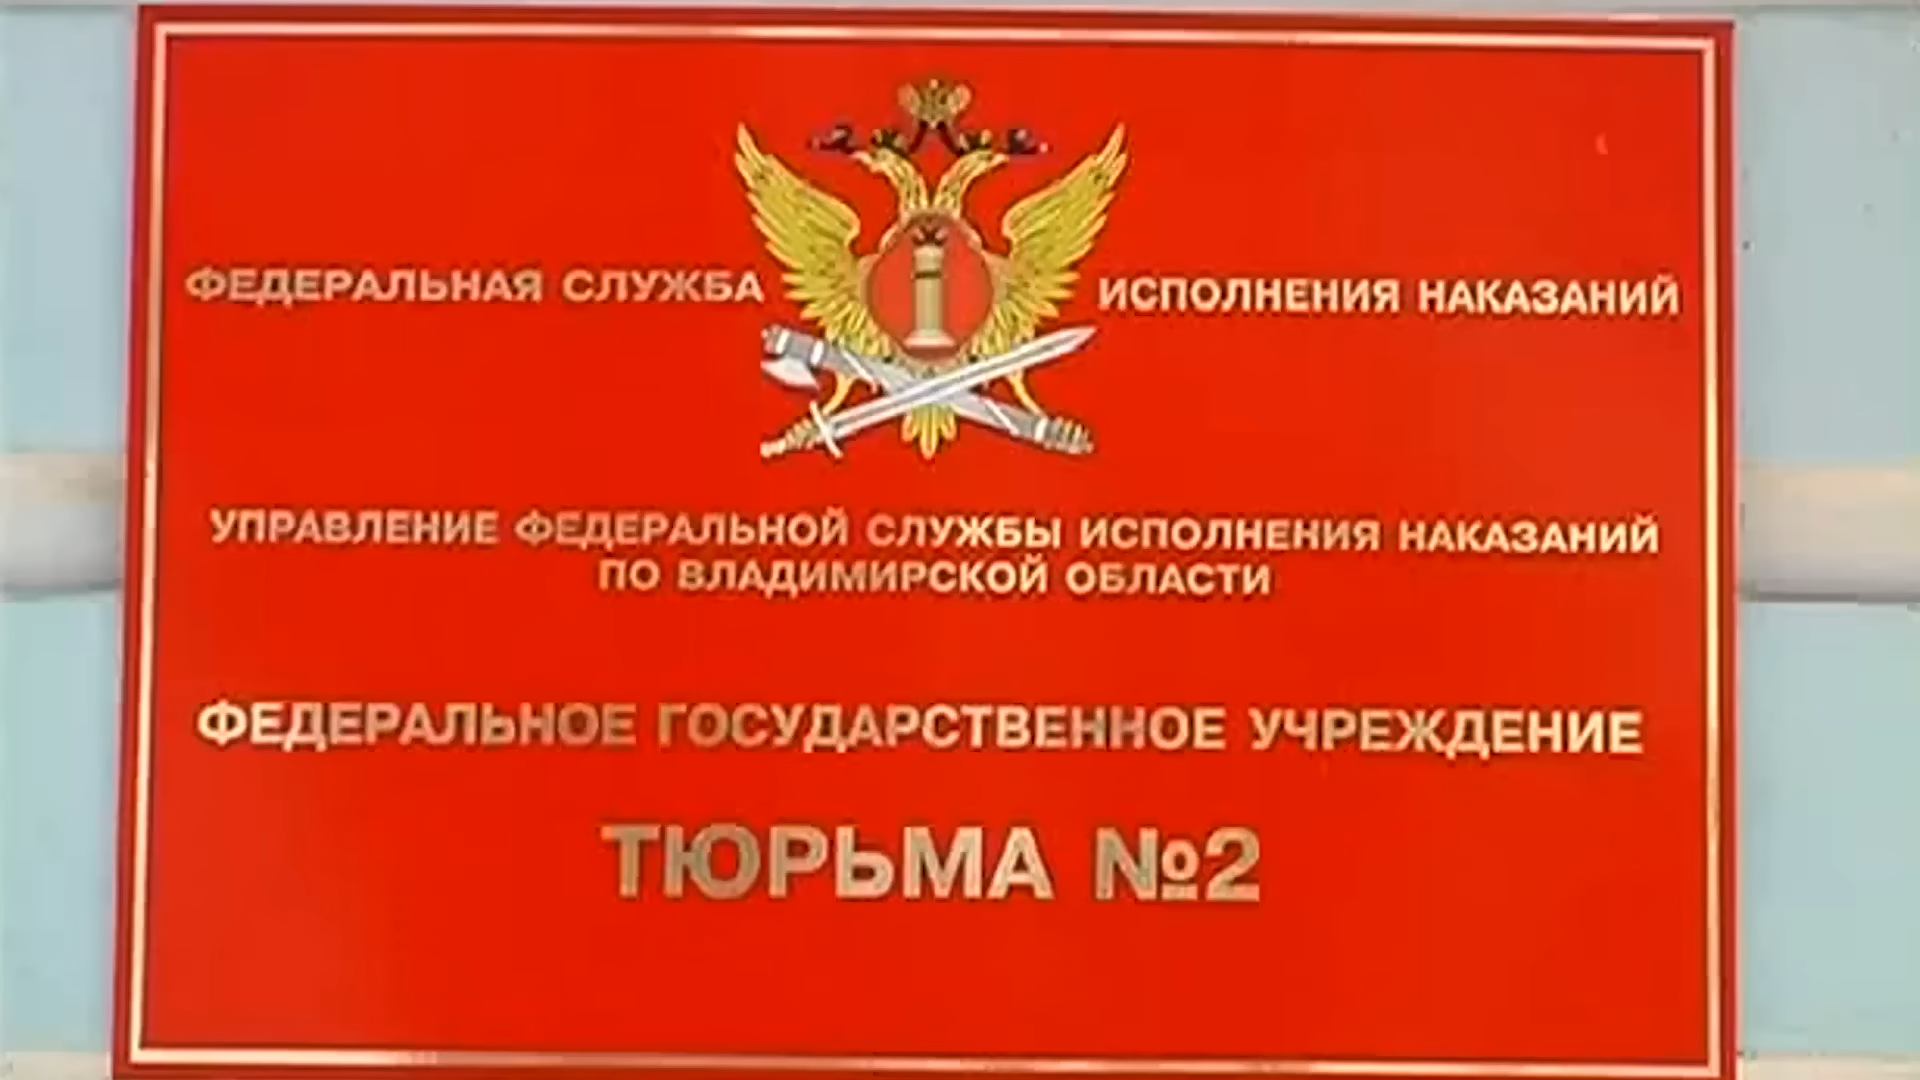 ФЕДЕРАЛЬНАЯ СЛУЖБА ИСПОЛНЕНИЯ НАКАЗАНИЙ
УПРАВЛЕНИЕ ФЕДЕРАЛЬНОЙ СЛУЖБЫ ИСПОЛНЕНИЯ НАКАЗАНИЙ
ПО ВЛАДИМИРСКОЙ ОБЛАСТИ
ФЕДЕРАЛЬНОЕ ГОСУДАРСТВЕННОЕ УЧРЕЖДЕНИЕ
ТЮРЬМА №2